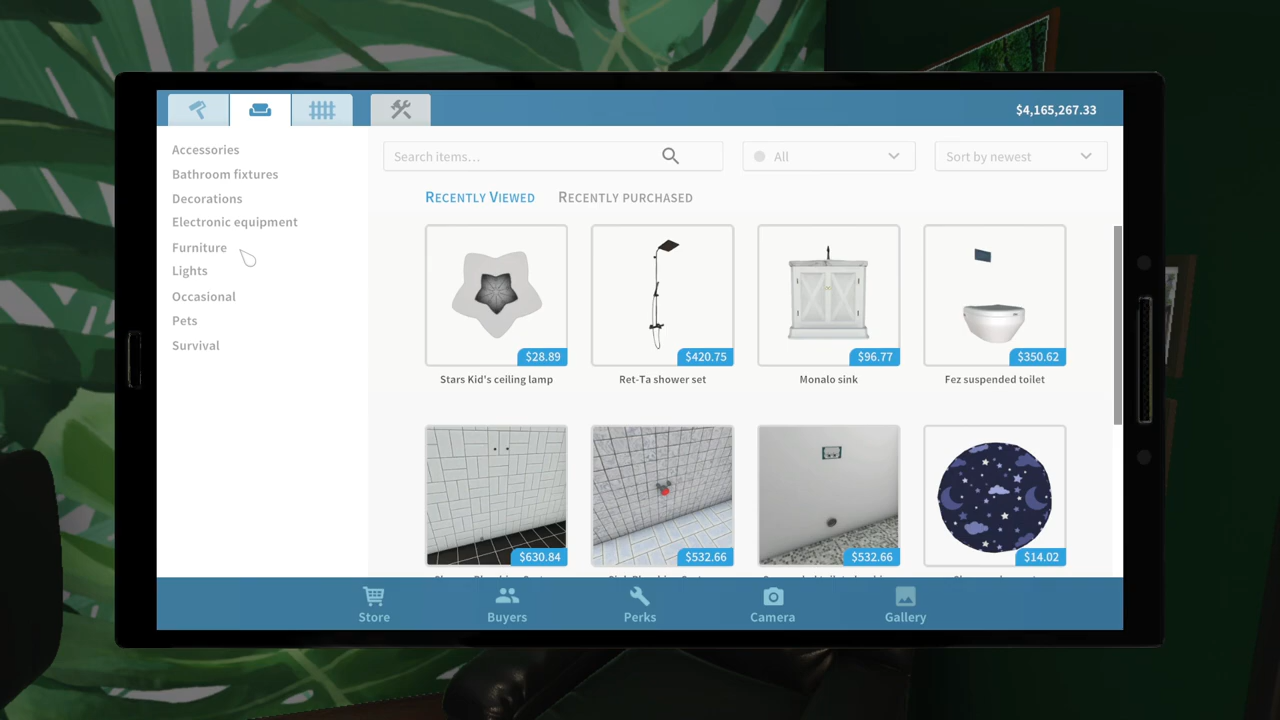 $4,165,267.33
Accessories
Bathroom fixtures
Decorations
Electronic equipment
Furniture
Lights
Occasional
Pets
Survival
Search items...
All
Sort by newest
RECENTLY VIEWED
RECENTLY PURCHASED
$28.89
$420.75
$96.77
$350.62
Stars Kid's ceiling lamp
Ret-Ta shower set
Monalo sink
Fez suspended toilet
$630.84
$532.66
$532.66
$14.02
Store
Buyers
Perks
Camera
Gallery